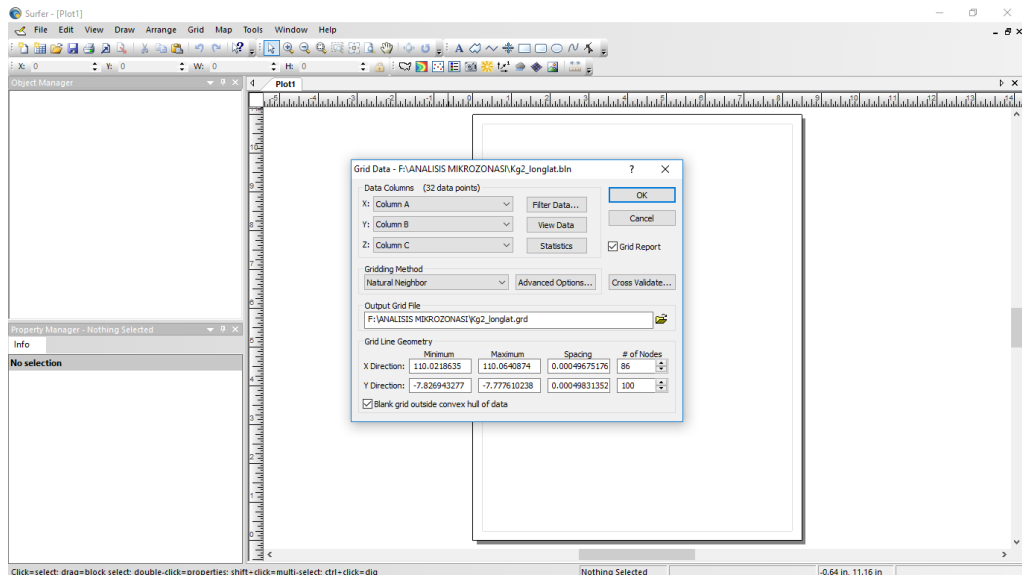 Surfer - [Plot1]
File Edit View Draw Arrange Grid Map Tools Window Help
X: 0 Y: 0 W: 0 H: 0
Object Manager
Plot1
Grid Data - F:\ANALISIS MIKROZONASI\Kg2_longlat.bln ? X
Data Columns (32 data points)
X: Column A Filter Data... OK
Y: Column B View Data Cancel
Z: Column C Statistics Grid Report
Gridding Method
Natural Neighbor Advanced Options... Cross Validate...
Output Grid File
F:\ANALISIS MIKROZONASI\Kg2_longlat.grd
Grid Line Geometry
Minimum Maximum Spacing # of Nodes
X Direction: 110.0218635 110.0640874 0.00049675176 86
Y Direction: -7.826943277 -7.777610238 0.00049831352 100
Blank grid outside convex hull of data
Property Manager - Nothing Selected
Info
No selection
Click=select; drag=block select; double-click=properties; shift+click=multi-select; ctrl+click=dig Nothing Selected -0.64 in, 11.16 in